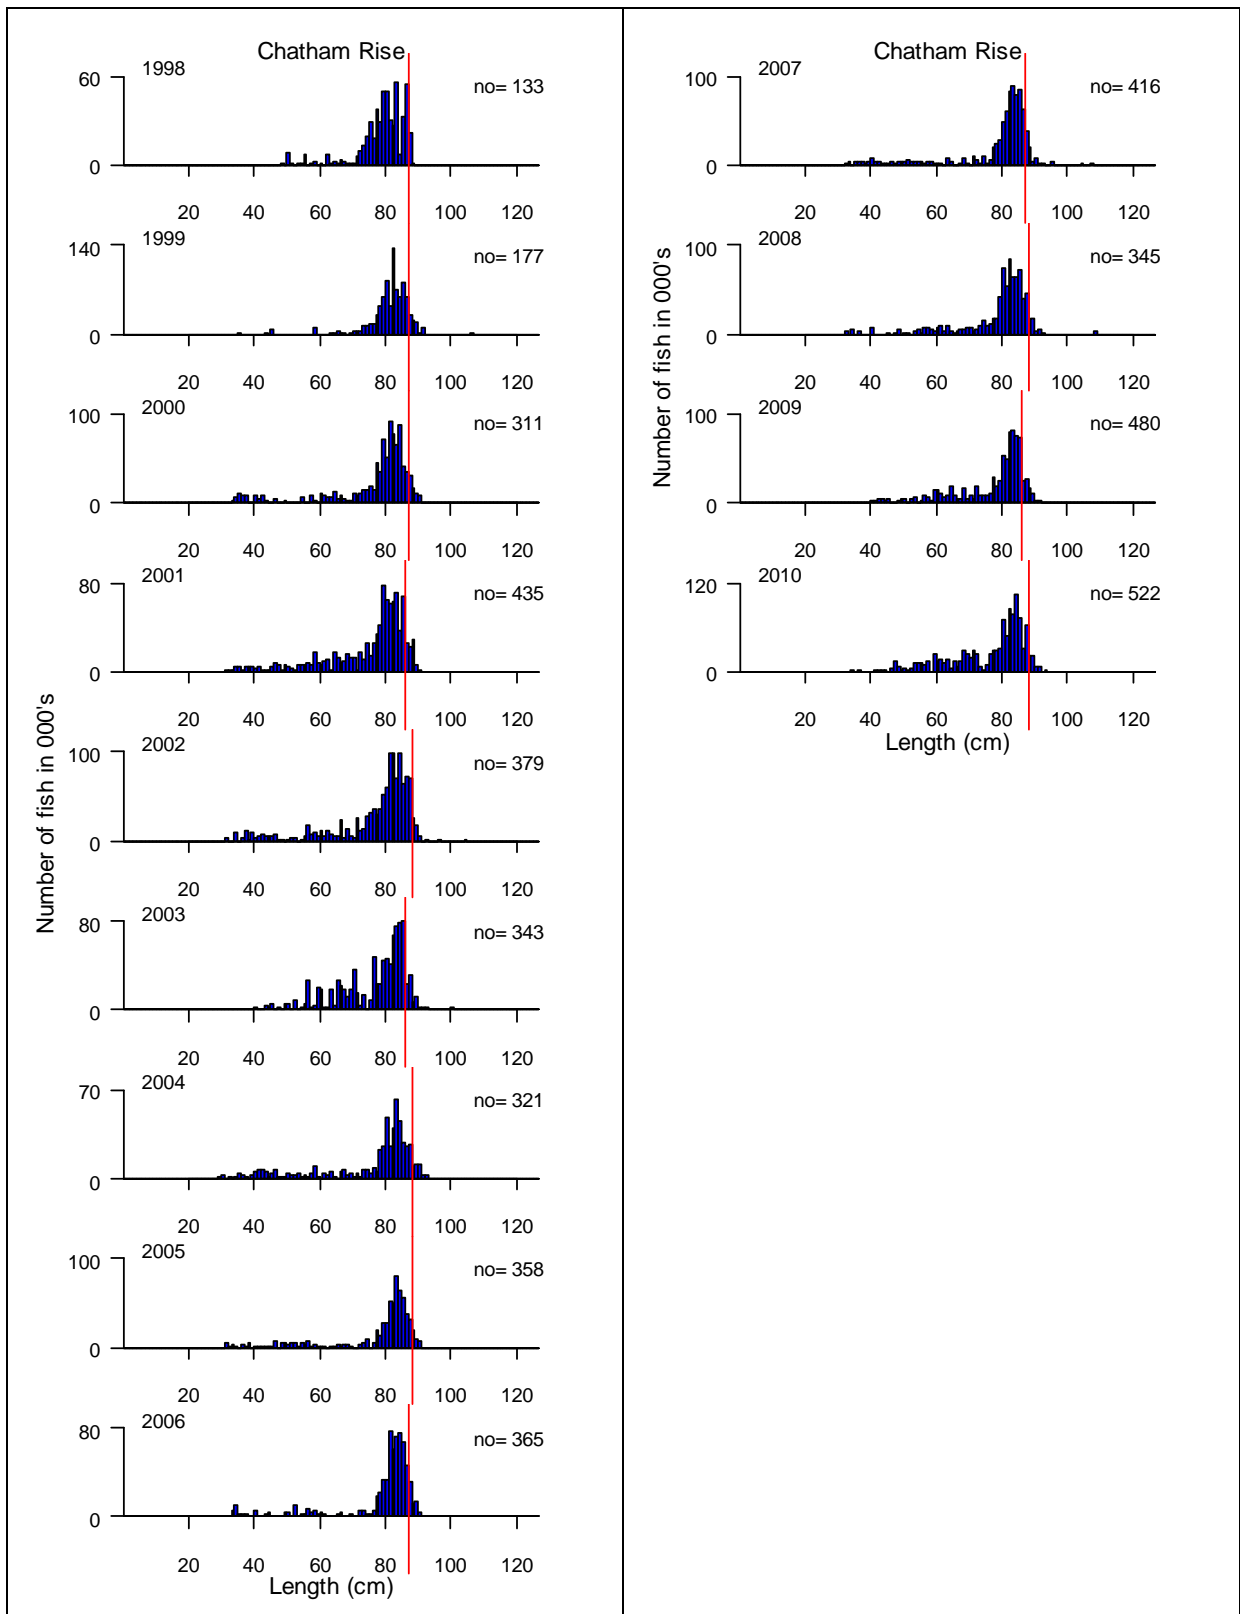 Chatham Rise
1998
no= 133
60
0
20 40 60 80 100 120
1999
no= 177
140
0
20 40 60 80 100 120
2000
no= 311
100
0
20 40 60 80 100 120
2001
no= 435
80
0
20 40 60 80 100 120
2002
no= 379
100
0
20 40 60 80 100 120
2003
no= 343
80
0
20 40 60 80 100 120
2004
no= 321
70
0
20 40 60 80 100 120
2005
no= 358
100
0
20 40 60 80 100 120
2006
no= 365
80
0
20 40 60 80 100 120
Length (cm)
Number of fish in 000's
Chatham Rise
2007
no= 416
100
0
20 40 60 80 100 120
2008
no= 345
100
0
20 40 60 80 100 120
2009
no= 480
100
0
20 40 60 80 100 120
2010
no= 522
120
0
20 40 60 80 100 120
Length (cm)
Number of fish in 000's